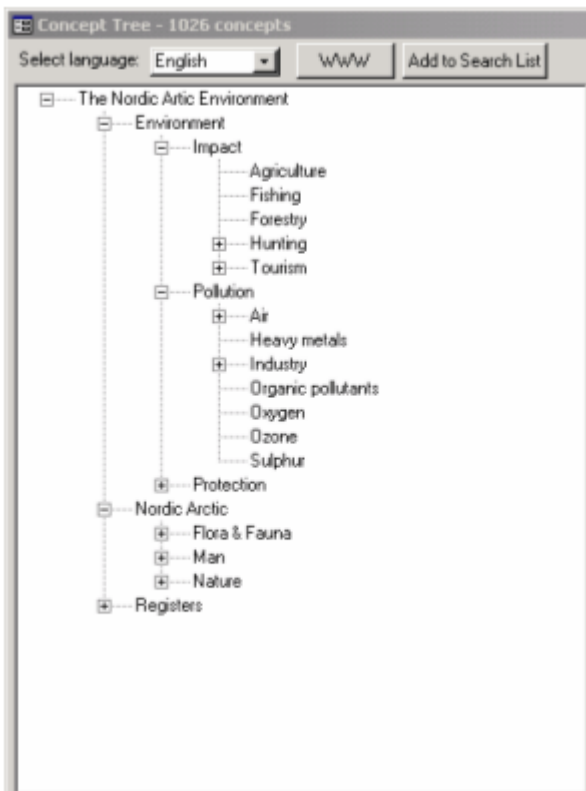 Concept Tree - 1026 concepts
Select language: English WWW Add to Search List
The Nordic Artic Environment
Environment
Impact
Agriculture
Fishing
Forestry
Hunting
Tourism
Pollution
Air
Heavy metals
Industry
Organic pollutants
Oxygen
Ozone
Sulphur
Protection
Nordic Arctic
Flora & Fauna
Man
Nature
Registers